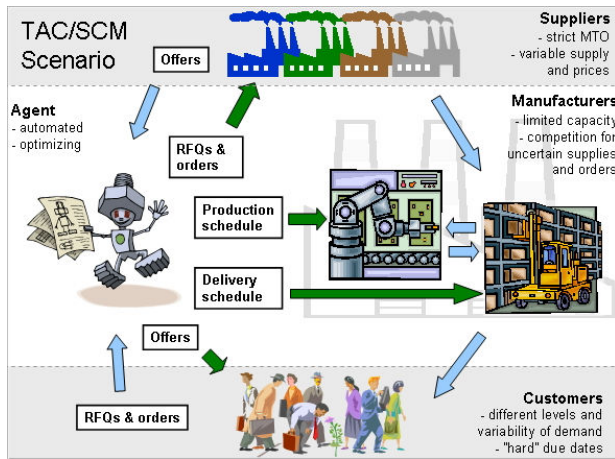 TAC/SCM
Scenario
Offers
Suppliers
- strict MTO
- variable supply
and prices
Agent
- automated
- optimizing
RFQs &
orders
Manufacturers
- limited capacity
- competition for
uncertain supplies
and orders
Production
schedule
Delivery
schedule
Offers
RFQs & orders
Customers
- different levels and
variability of demand
- "hard" due dates